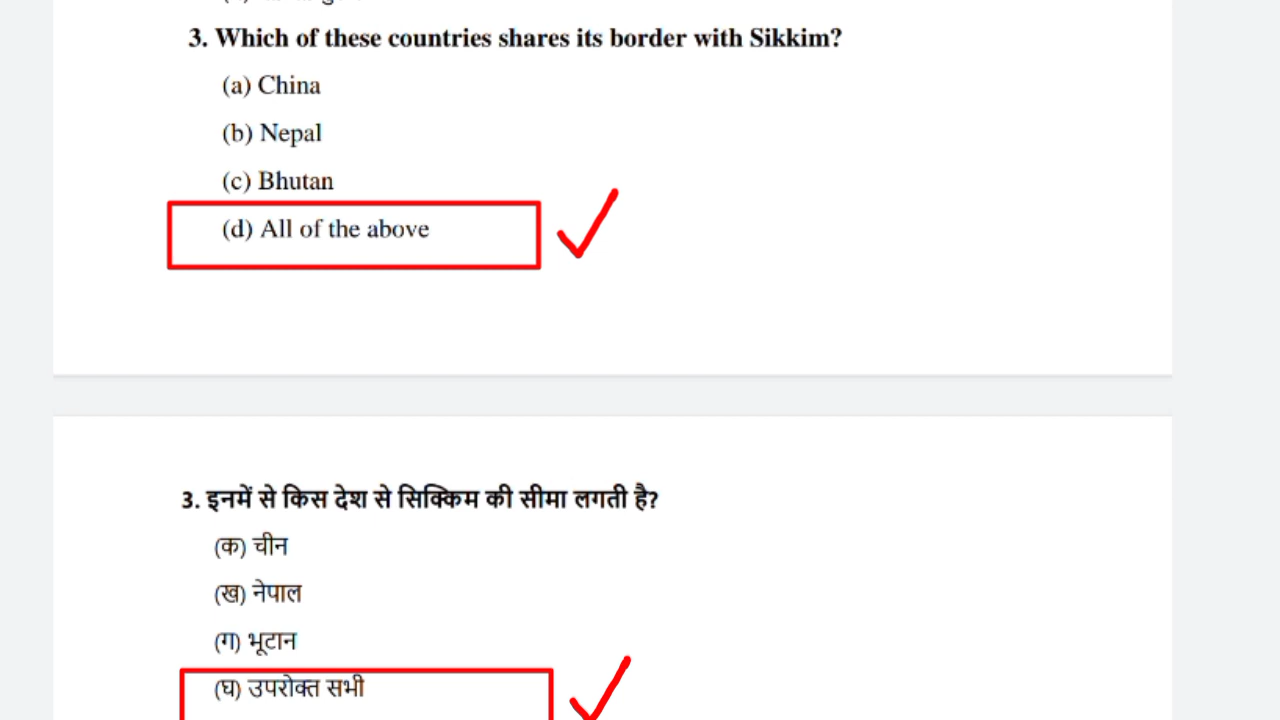 3. Which of these countries shares its border with Sikkim?
(a) China
(b) Nepal
(c) Bhutan
(d) All of the above
3. इनमें से किस देश से सिक्किम की सीमा लगती है?
(क) चीन
(ख) नेपाल
(ग) भूटान
(घ) उपरोक्त सभी